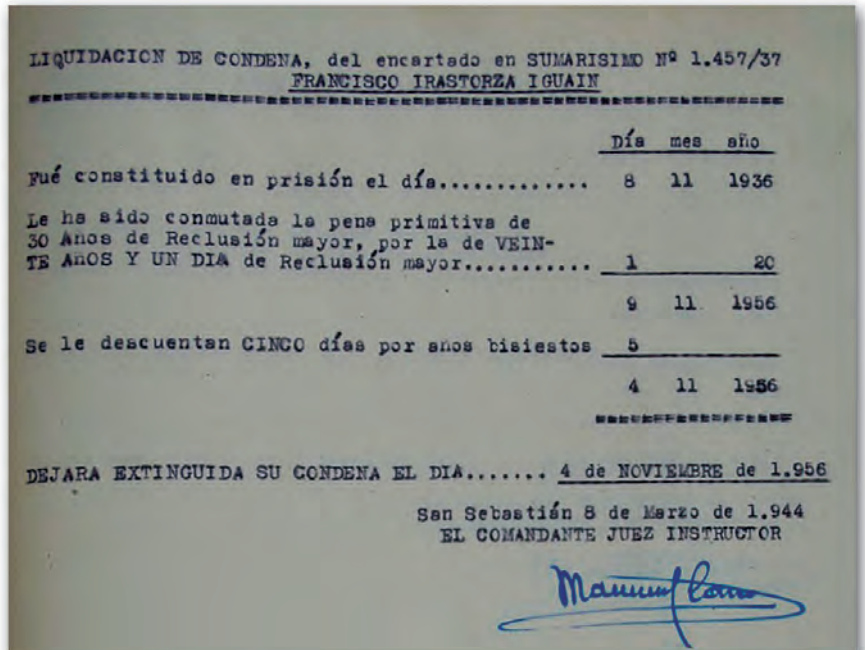 LIQUIDACION DE CONDENA, del encartado en SUMARISIMO Nº 1.457/37
FRANCISCO IRASTORZA IGUAIN
Día mes año
Fué constituido en prisión el día.............. 8 11 1936
Le ha sido conmutada la pena primitiva de
30 Anos de Reclusión mayor, por la de VEIN-
TE AnOS Y UN DIA de Reclusión mayor........... 1 20
9 11 1956
Se le descuentan CINCO días por anos bisiestos 5
4 11 1956
DEJARA EXTINGUIDA SU CONDENA EL DIA....... 4 de NOVIEMBRE de 1.956
San Sebastián 8 de Marzo de 1.944
EL COMANDANTE JUEZ INSTRUCTOR